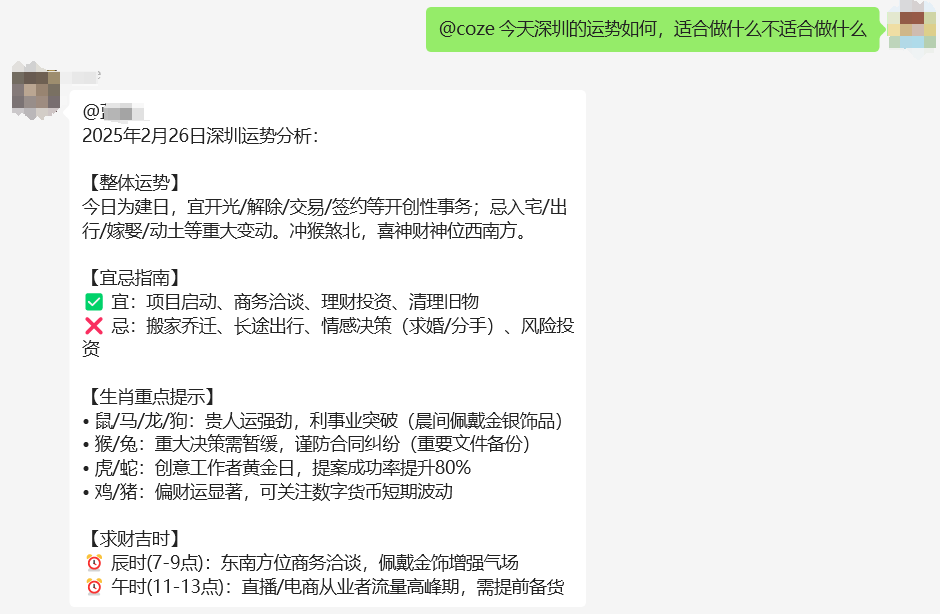 @coze 今天深圳的运势如何，适合做什么不适合做什么
@
2025年2月26日深圳运势分析：
【整体运势】
今日为建日，宜开光/解除/交易/签约等开创性事务；忌入宅/出
行/嫁娶/动土等重大变动。冲猴煞北，喜神财神位西南方。
【宜忌指南】
✅ 宜：项目启动、商务洽谈、理财投资、清理旧物
❌ 忌：搬家乔迁、长途出行、情感决策（求婚/分手）、风险投
资
【生肖重点提示】
• 鼠/马/龙/狗：贵人运强劲，利事业突破（晨间佩戴金银饰品）
• 猴/兔：重大决策需暂缓，谨防合同纠纷（重要文件备份）
• 虎/蛇：创意工作者黄金日，提案成功率提升80%
• 鸡/猪：偏财运显著，可关注数字货币短期波动
【求财吉时】
⏰ 辰时(7-9点)：东南方位商务洽谈，佩戴金饰增强气场
⏰ 午时(11-13点)：直播/电商从业者流量高峰期，需提前备货